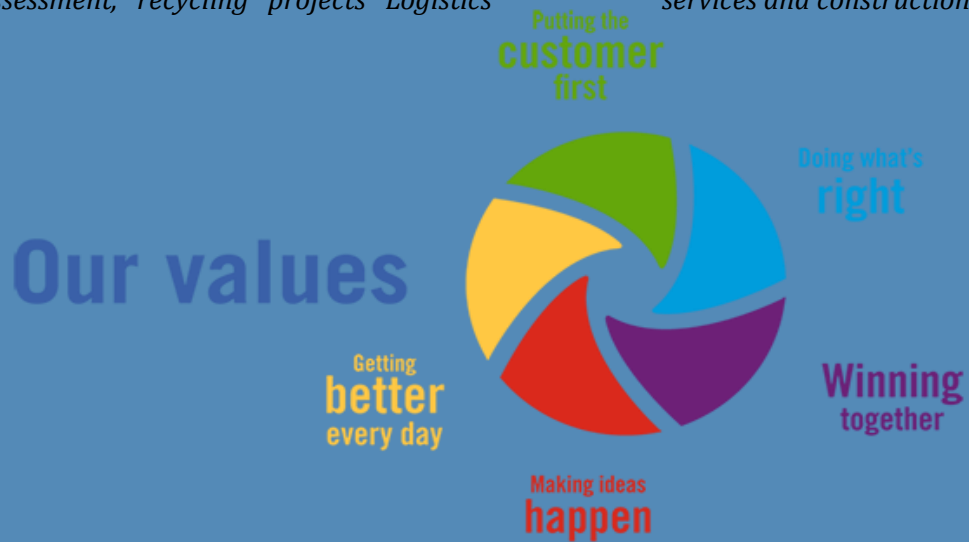 sessment, recycling projects Logistics
services and construction
Putting the
customer
first
Doing what's
right
Our values
Getting
better
every day
Winning
together
Making ideas
happen